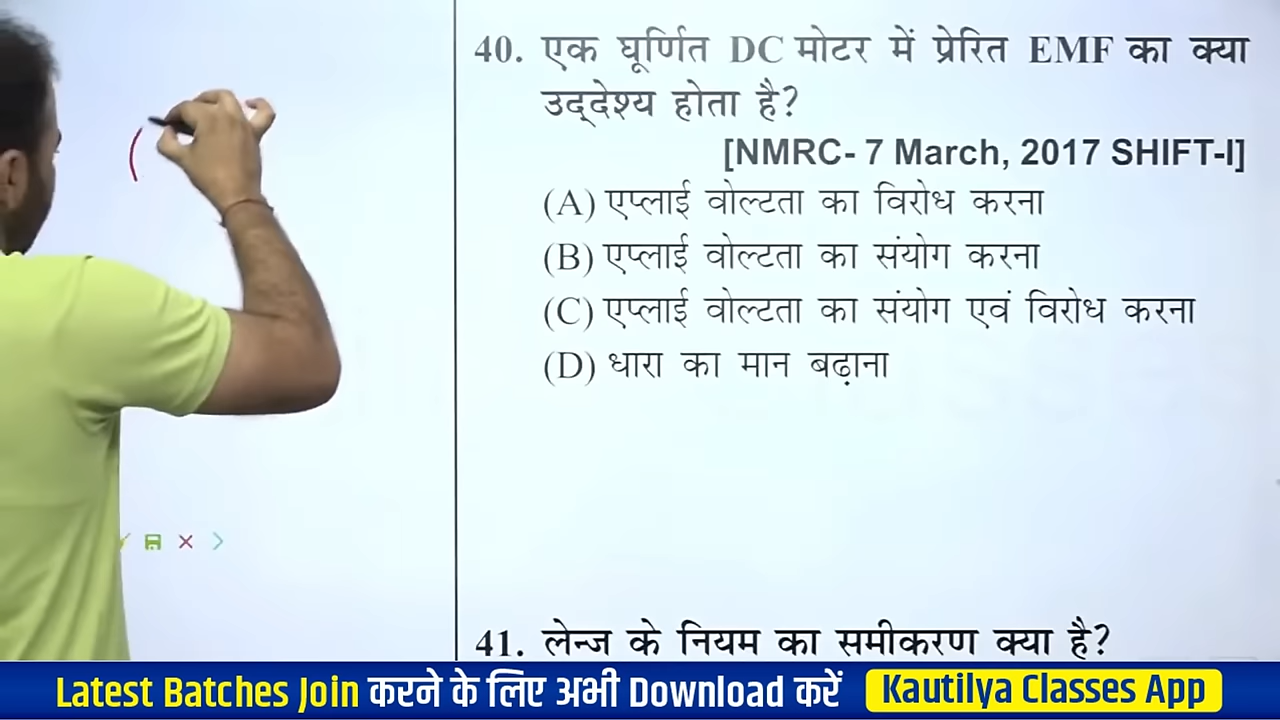 40. एक घूर्णित DC मोटर में प्रेरित EMF का क्या
उद्देश्य होता है?
[NMRC- 7 March, 2017 SHIFT-I]
(A) एप्लाई वोल्टता का विरोध करना
(B) एप्लाई वोल्टता का संयोग करना
(C) एप्लाई वोल्टता का संयोग एवं विरोध करना
(D) धारा का मान बढ़ाना
41. लेन्ज के नियम का समीकरण क्या है?
Latest Batches Join करने के लिए अभी Download करें Kautilya Classes App